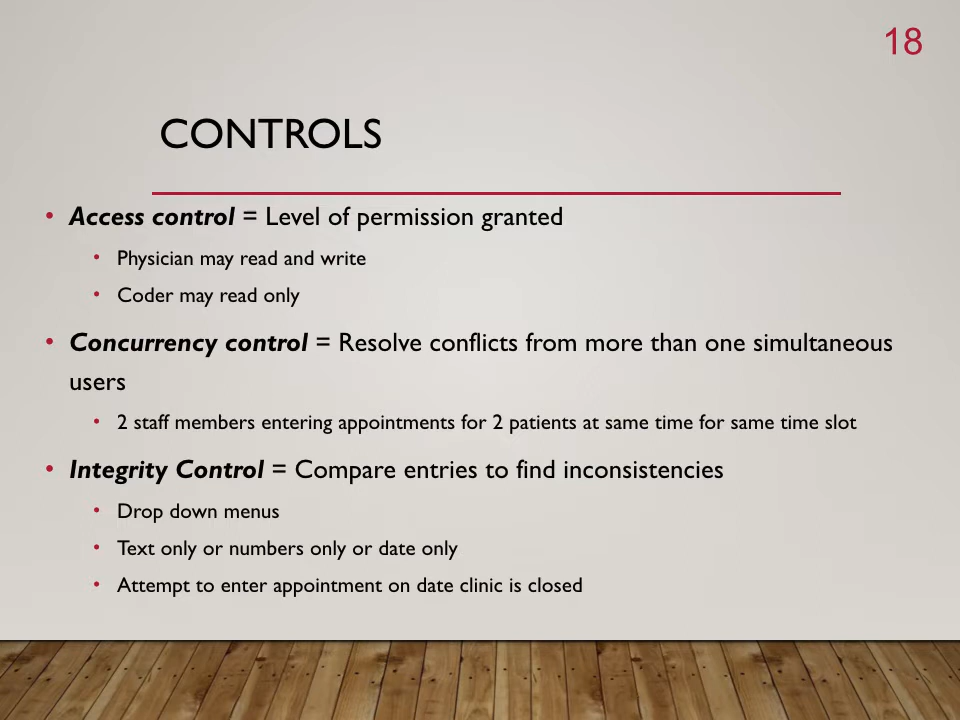 18
CONTROLS
• Access control = Level of permission granted
• Physician may read and write
• Coder may read only
• Concurrency control = Resolve conflicts from more than one simultaneous
users
• 2 staff members entering appointments for 2 patients at same time for same time slot
• Integrity Control = Compare entries to find inconsistencies
• Drop down menus
• Text only or numbers only or date only
• Attempt to enter appointment on date clinic is closed